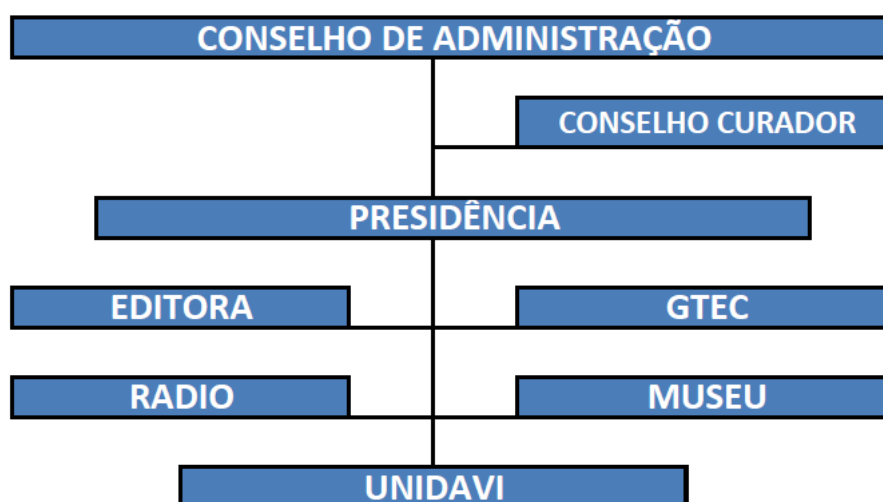 CONSELHO DE ADMINISTRAÇÃO
CONSELHO CURADOR
PRESIDÊNCIA
EDITORA
GTEC
RADIO
MUSEU
UNIDAVI